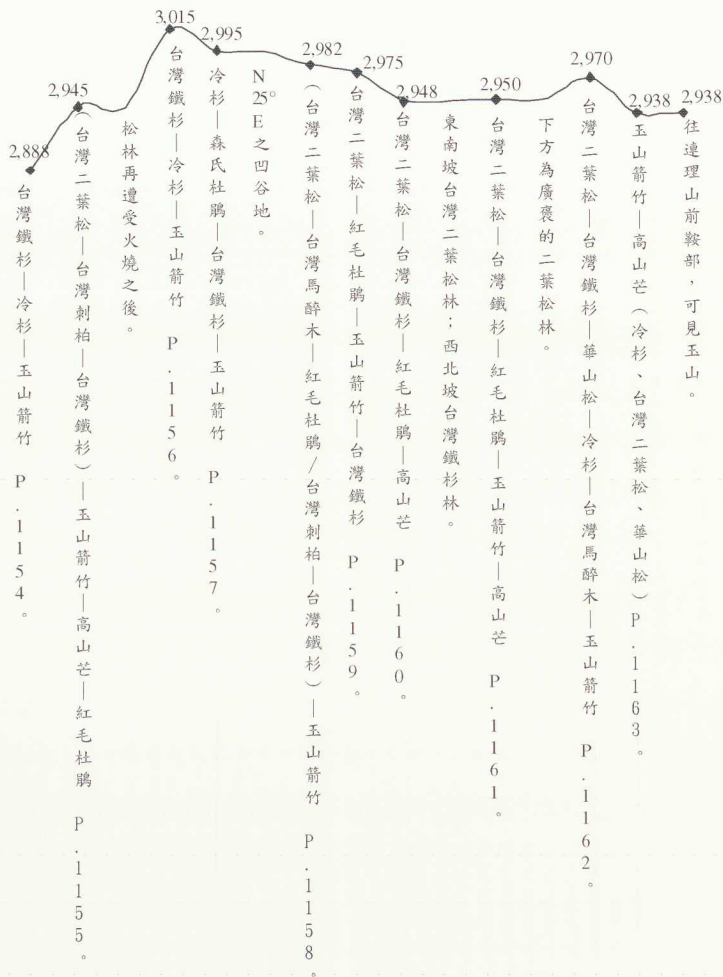 2,888
台灣鐵杉—冷杉—玉山箭竹 P.1154。
2,945
(台灣二葉松—台灣刺柏—台灣鐵杉)—玉山箭竹—高山芒—紅毛杜鵑 P.1155。
松林再遭受火燒之後。
3,015
台灣鐵杉—冷杉—玉山箭竹 P.1156。
2,995
冷杉—森氏杜鵑—台灣鐵杉—玉山箭竹 P.1157。
N25°E之凹谷地。
2,982
(台灣二葉松—台灣馬醉木—紅毛杜鵑/台灣刺柏—台灣鐵杉)—玉山箭竹 P.1158。
2,975
台灣二葉松—紅毛杜鵑—玉山箭竹—台灣鐵杉 P.1159。
2,948
台灣二葉松—台灣鐵杉—紅毛杜鵑—高山芒 P.1160。
東南坡台灣二葉松林；西北坡台灣鐵杉林。
2,950
台灣二葉松—台灣鐵杉—紅毛杜鵑—玉山箭竹—高山芒 P.1161。
下方為廣袤的二葉松林。
2,970
台灣二葉松—台灣鐵杉—華山松—冷杉—台灣馬醉木—玉山箭竹 P.1162。
2,938
玉山箭竹—高山芒(冷杉、台灣二葉松、華山松)P.1163。
2,938
往連理山前鞍部，可見玉山。